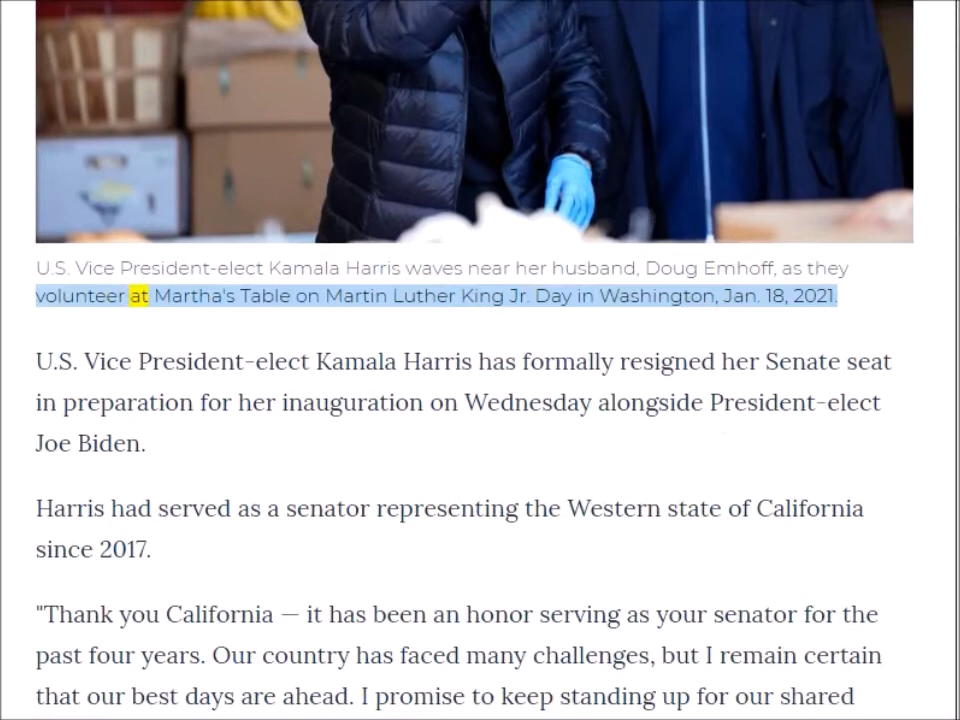 U.S. Vice President-elect Kamala Harris waves near her husband, Doug Emhoff, as they
volunteer at Martha's Table on Martin Luther King Jr. Day in Washington, Jan. 18, 2021.
U.S. Vice President-elect Kamala Harris has formally resigned her Senate seat
in preparation for her inauguration on Wednesday alongside President-elect
Joe Biden.
Harris had served as a senator representing the Western state of California
since 2017.
"Thank you California — it has been an honor serving as your senator for the
past four years. Our country has faced many challenges, but I remain certain
that our best days are ahead. I promise to keep standing up for our shared